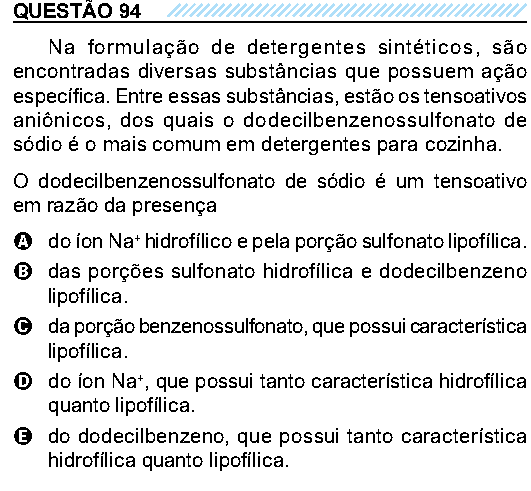 QUESTÃO 94
Na formulação de detergentes sintéticos, são
encontradas diversas substâncias que possuem ação
específica. Entre essas substâncias, estão os tensoativos
aniônicos, dos quais o dodecilbenzenossulfonato de
sódio é o mais comum em detergentes para cozinha.
O dodecilbenzenossulfonato de sódio é um tensoativo
em razão da presença
A do íon Na⁺ hidrofílico e pela porção sulfonato lipofílica.
B das porções sulfonato hidrofílica e dodecilbenzeno
lipofílica.
C da porção benzenossulfonato, que possui característica
lipofílica.
D do íon Na⁺, que possui tanto característica hidrofílica
quanto lipofílica.
E do dodecilbenzeno, que possui tanto característica
hidrofílica quanto lipofílica.